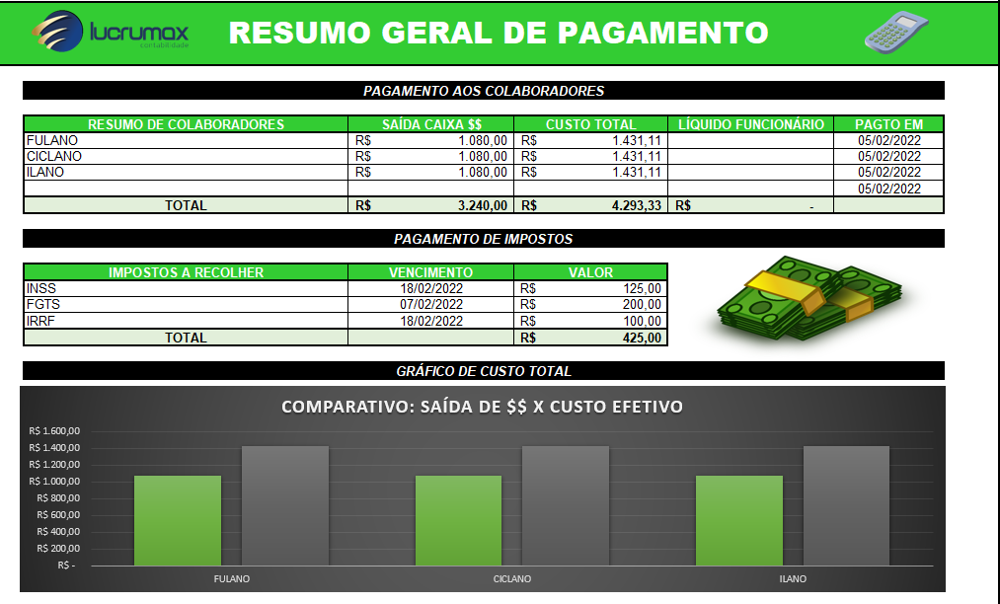 lucrumax
contabilidade
RESUMO GERAL DE PAGAMENTO
PAGAMENTO AOS COLABORADORES
RESUMO DE COLABORADORES SAÍDA CAIXA $$ CUSTO TOTAL LÍQUIDO FUNCIONÁRIO PAGTO EM
FULANO R$ 1.080,00 R$ 1.431,11 05/02/2022
CICLANO R$ 1.080,00 R$ 1.431,11 05/02/2022
ILANO R$ 1.080,00 R$ 1.431,11 05/02/2022
05/02/2022
TOTAL R$ 3.240,00 R$ 4.293,33 R$ -
PAGAMENTO DE IMPOSTOS
IMPOSTOS A RECOLHER VENCIMENTO VALOR
INSS 18/02/2022 R$ 125,00
FGTS 07/02/2022 R$ 200,00
IRRF 18/02/2022 R$ 100,00
TOTAL R$ 425,00
GRÁFICO DE CUSTO TOTAL
COMPARATIVO: SAÍDA DE $$ X CUSTO EFETIVO
R$ 1.600,00
R$ 1.400,00
R$ 1.200,00
R$ 1.000,00
R$ 800,00
R$ 600,00
R$ 400,00
R$ 200,00
R$ -
FULANO CICLANO ILANO